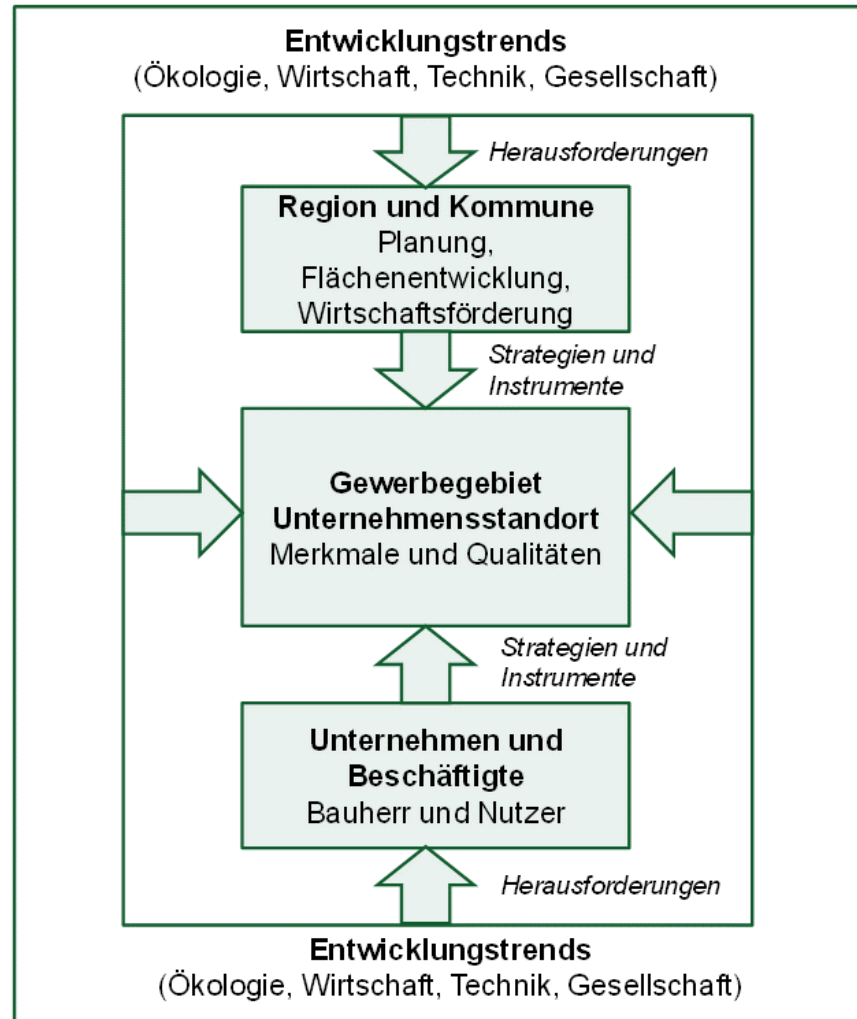 Entwicklungstrends
(Ökologie, Wirtschaft, Technik, Gesellschaft)
Herausforderungen
Region und Kommune
Planung,
Flächenentwicklung,
Wirtschaftsförderung
Strategien und
Instrumente
Gewerbegebiet
Unternehmensstandort
Merkmale und Qualitäten
Strategien und
Instrumente
Unternehmen und
Beschäftigte
Bauherr und Nutzer
Herausforderungen
Entwicklungstrends
(Ökologie, Wirtschaft, Technik, Gesellschaft)